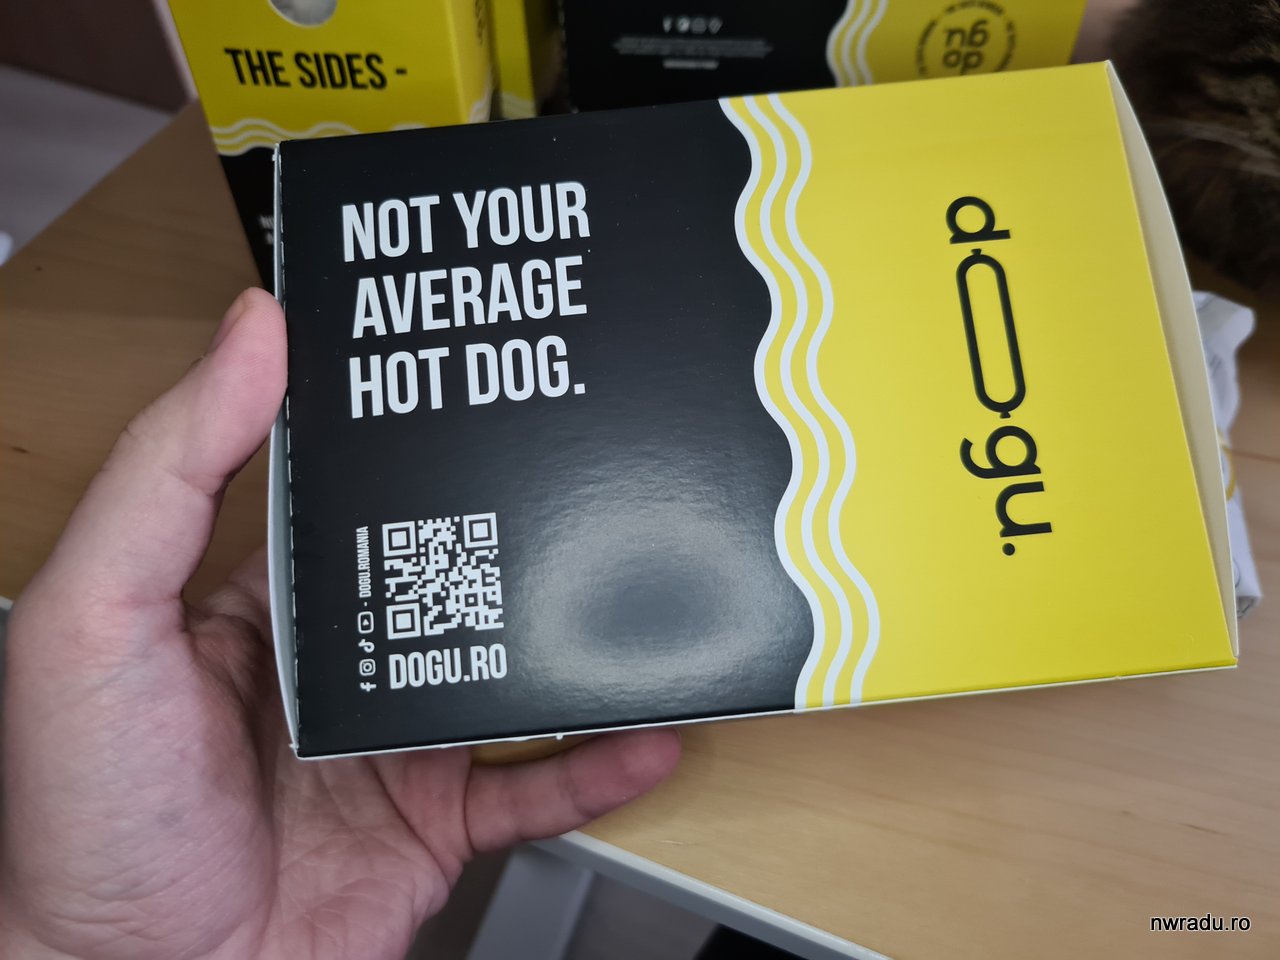 THE SIDES -
NOT YOUR
AVERAGE
HOT DOG.
- DOGU.ROMANIA
DOGU.RO
dogu.
nwradu.ro